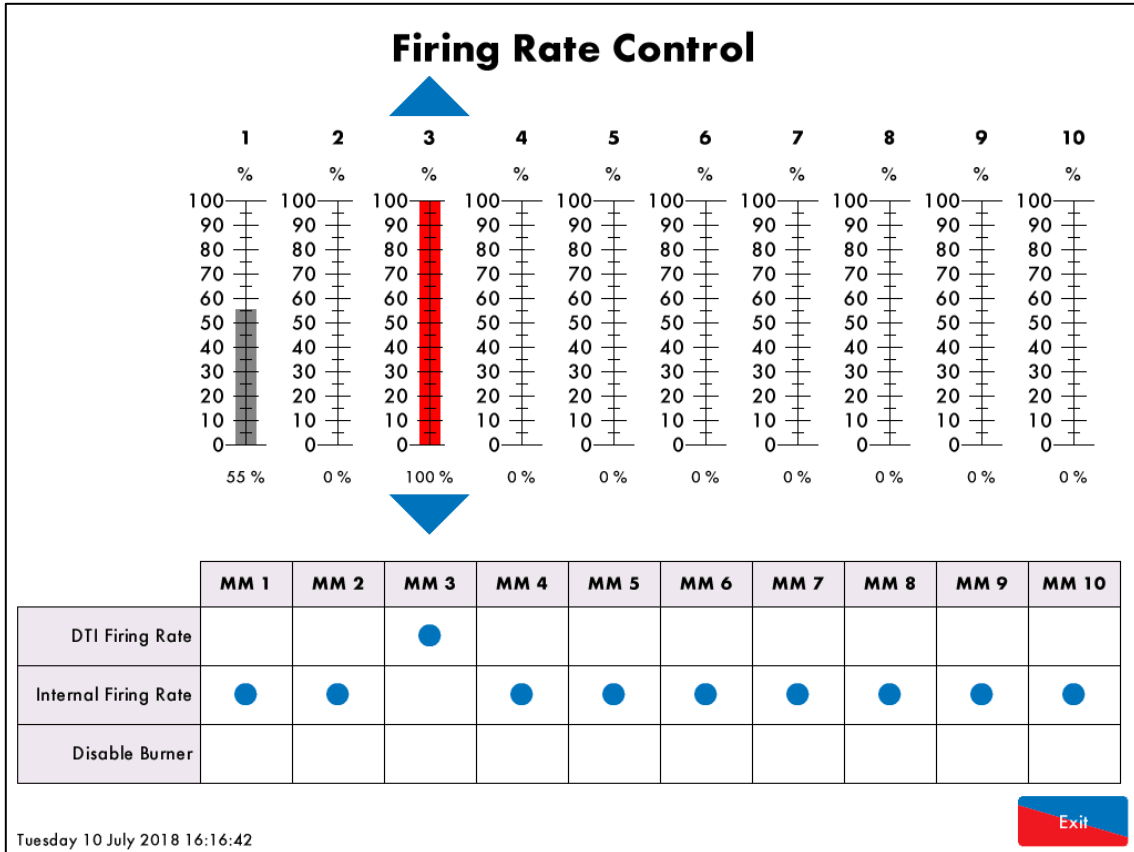 Firing Rate Control
1 2 3 4 5 6 7 8 9 10
% % % % % % % % % %
100 100 100 100 100 100 100 100 100 100
90 90 90 90 90 90 90 90 90 90
80 80 80 80 80 80 80 80 80 80
70 70 70 70 70 70 70 70 70 70
60 60 60 60 60 60 60 60 60 60
50 50 50 50 50 50 50 50 50 50
40 40 40 40 40 40 40 40 40 40
30 30 30 30 30 30 30 30 30 30
20 20 20 20 20 20 20 20 20 20
10 10 10 10 10 10 10 10 10 10
0 0 0 0 0 0 0 0 0 0
55 % 0 % 100 % 0 % 0 % 0 % 0 % 0 % 0 % 0 %
MM 1 MM 2 MM 3 MM 4 MM 5 MM 6 MM 7 MM 8 MM 9 MM 10
DTI Firing Rate
Internal Firing Rate
Disable Burner
Exit
Tuesday 10 July 2018 16:16:42